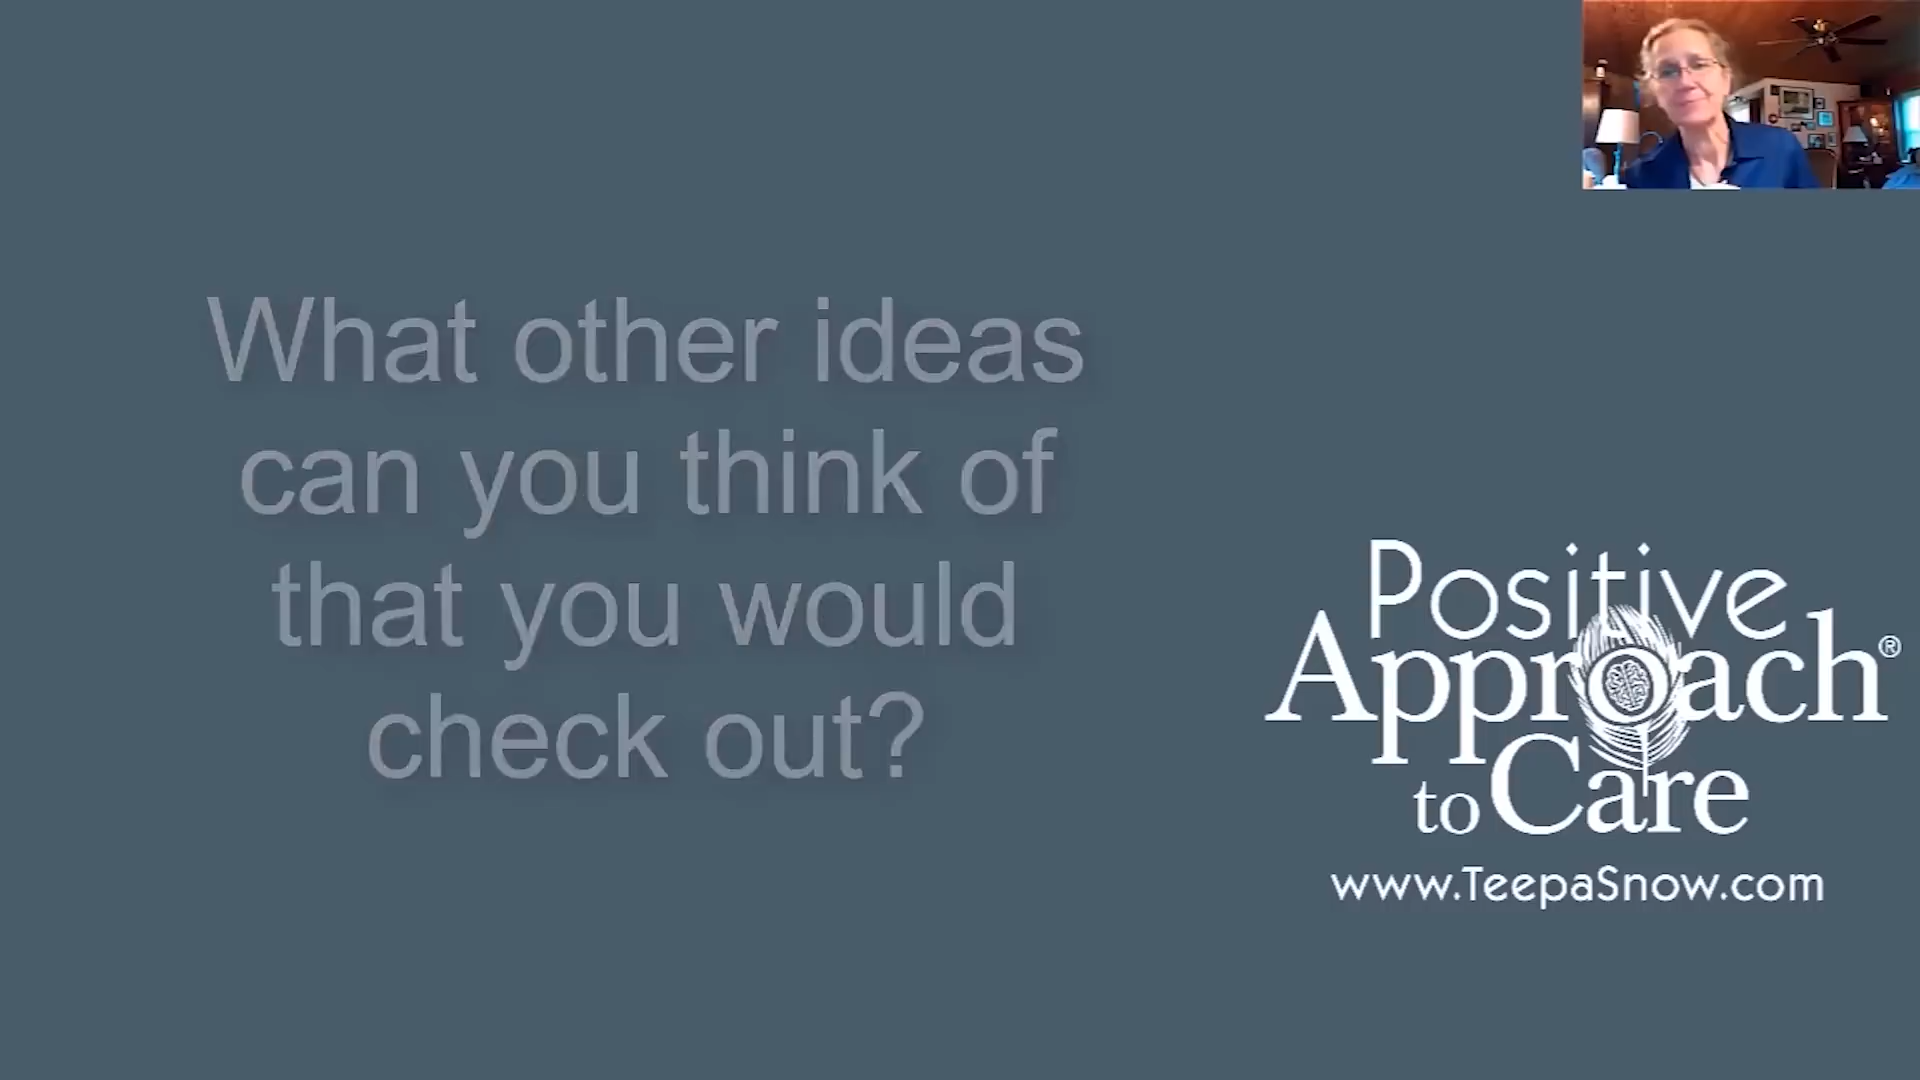 What other ideas
can you think of
that you would
check out?
Positive
Approach®
to Care
www.TeepaSnow.com